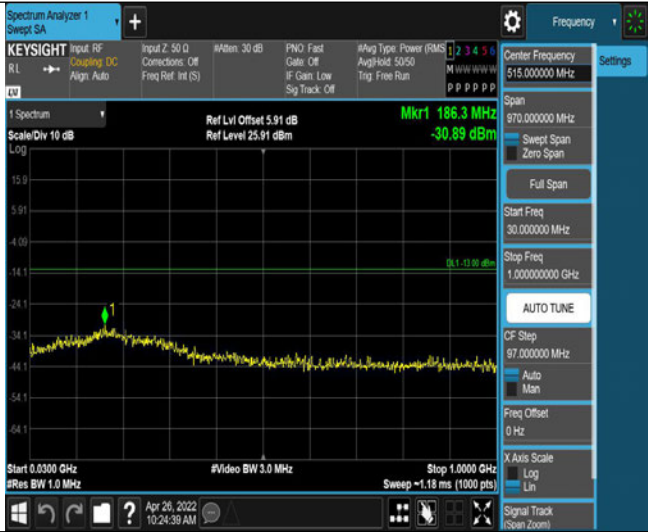 Spectrum Analyzer 1
Swept SA
+
Frequency
KEYSIGHT
RL
Input: RF
Coupling: DC
Align: Auto
Input Z: 50 Ω
Corrections: Off
Freq Ref: Int (S)
#Atten: 30 dB
PNO: Fast
Gate: Off
IF Gain: Low
Sig Track: Off
#Avg Type: Power (RMS
Avg|Hold: 50/50
Trig: Free Run
1 2 3 4 5 6
M W W W W W
P P P P P P
Center Frequency
515.000000 MHz
Settings
Span
970.000000 MHz
Swept Span
Zero Span
Full Span
Start Freq
30.000000 MHz
Stop Freq
1.000000000 GHz
AUTO TUNE
CF Step
97.000000 MHz
Auto
Man
Freq Offset
0 Hz
X Axis Scale
Log
Lin
Signal Track
(Span Zoom)
1 Spectrum
Scale/Div 10 dB
Log
Ref Lvl Offset 5.91 dB
Ref Level 25.91 dBm
Mkr1 186.3 MHz
-30.89 dBm
15.9
5.91
-4.09
-14.1
-24.1
-34.1
-44.1
-54.1
-64.1
DL1 -13.00 dBm
1
Start 0.0300 GHz
#Res BW 1.0 MHz
#Video BW 3.0 MHz
Stop 1.0000 GHz
Sweep ~1.18 ms (1000 pts)
?
Apr 26, 2022
10:24:39 AM